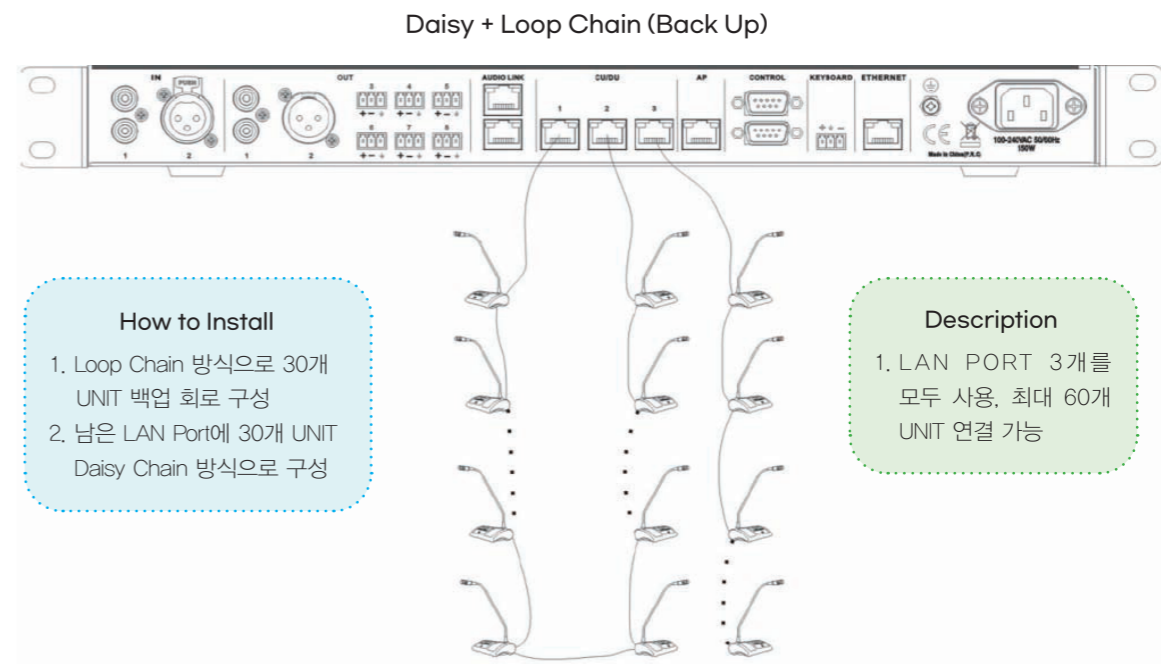 Daisy + Loop Chain (Back Up)
IN
OUT
AUDIO LINK
CU/DU
AP
CONTROL
KEYBOARD
ETHERNET
PUSH
3 4 5
+ − ⏚ + − ⏚ + − ⏚
1 2 3
6 7 8
+ − ⏚ + − ⏚ + − ⏚
1 2 1 2
CE
Made in China(P.R.C)
100-240VAC 50/60Hz
150W
How to Install
1. Loop Chain 방식으로 30개
UNIT 백업 회로 구성
2. 남은 LAN Port에 30개 UNIT
Daisy Chain 방식으로 구성
Description
1. LAN PORT 3개를
모두 사용, 최대 60개
UNIT 연결 가능